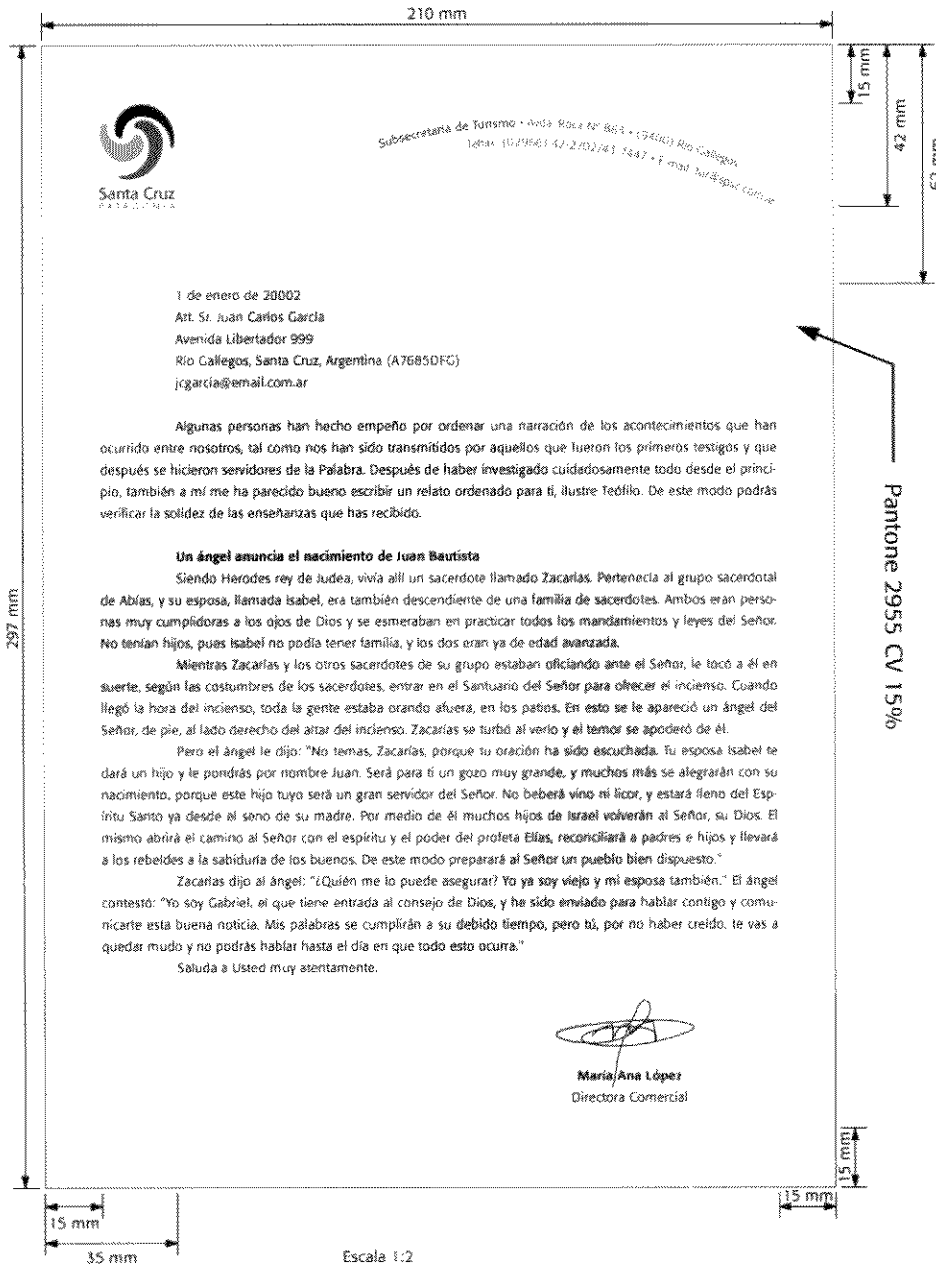 210 mm
15 mm
42 mm
62 mm
297 mm
Santa Cruz
PATAGONIA
Subsecretaría de Turismo • Avda. Roca Nº 863 • (9400) Río Gallegos
1 de enero de 20002
Att. Sr. Juan Carlos García
Avenida Libertador 999
Río Gallegos, Santa Cruz, Argentina (A7685DFG)
jcgarcia@email.com.ar
Algunas personas han hecho empeño por ordenar una narración de los acontecimientos que han
ocurrido entre nosotros, tal como nos han sido transmitidos por aquellos que fueron los primeros testigos y que
después se hicieron servidores de la Palabra. Después de haber investigado cuidadosamente todo desde el princi-
pio, también a mí me ha parecido bueno escribir un relato ordenado para ti, ilustre Teófilo. De este modo podrás
verificar la solidez de las enseñanzas que has recibido.
Un ángel anuncia el nacimiento de Juan Bautista
Siendo Herodes rey de Judea, vivía allí un sacerdote llamado Zacarías. Pertenecía al grupo sacerdotal
de Abías, y su esposa, llamada Isabel, era también descendiente de una familia de sacerdotes. Ambos eran perso-
nas muy cumplidoras a los ojos de Dios y se esmeraban en practicar todos los mandamientos y leyes del Señor.
No tenían hijos, pues Isabel no podía tener familia, y los dos eran ya de edad avanzada.
Mientras Zacarías y los otros sacerdotes de su grupo estaban oficiando ante el Señor, le tocó a él en
suerte, según las costumbres de los sacerdotes, entrar en el Santuario del Señor para ofrecer el incienso. Cuando
llegó la hora del incienso, toda la gente estaba orando afuera, en los patios. En esto se le apareció un ángel del
Señor, de pie, al lado derecho del altar del incienso. Zacarías se turbó al verlo y el temor se apoderó de él.
Pero el ángel le dijo: "No temas, Zacarías, porque tu oración ha sido escuchada. Tu esposa Isabel te
dará un hijo y le pondrás por nombre Juan. Será para ti un gozo muy grande, y muchos más se alegrarán con su
nacimiento, porque este hijo tuyo será un gran servidor del Señor. No beberá vino ni licor, y estará lleno del Esp-
íritu Santo ya desde el seno de su madre. Por medio de él muchos hijos de Israel volverán al Señor, su Dios. El
mismo abrirá el camino al Señor con el espíritu y el poder del profeta Elías, reconciliará a padres e hijos y llevará
a los rebeldes a la sabiduría de los buenos. De este modo preparará al Señor un pueblo bien dispuesto."
Zacarías dijo al ángel: "¿Quién me lo puede asegurar? Yo ya soy viejo y mi esposa también." El ángel
contestó: "Yo soy Gabriel, el que tiene entrada al consejo de Dios, y he sido enviado para hablar contigo y comu-
nicarte esta buena noticia. Mis palabras se cumplirán a su debido tiempo, pero tú, por no haber creído, te vas a
quedar mudo y no podrás hablar hasta el día en que todo esto ocurra."
Saluda a Usted muy atentamente.
María Ana López
Directora Comercial
Pantone 2955 CV 15%
15 mm
15 mm
15 mm
35 mm
Escala 1:2